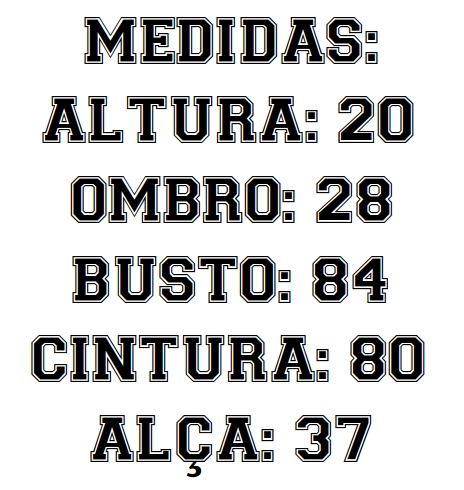 MEDIDAS:
ALTURA: 20
OMBRO: 28
BUSTO: 84
CINTURA: 80
ALÇA: 37